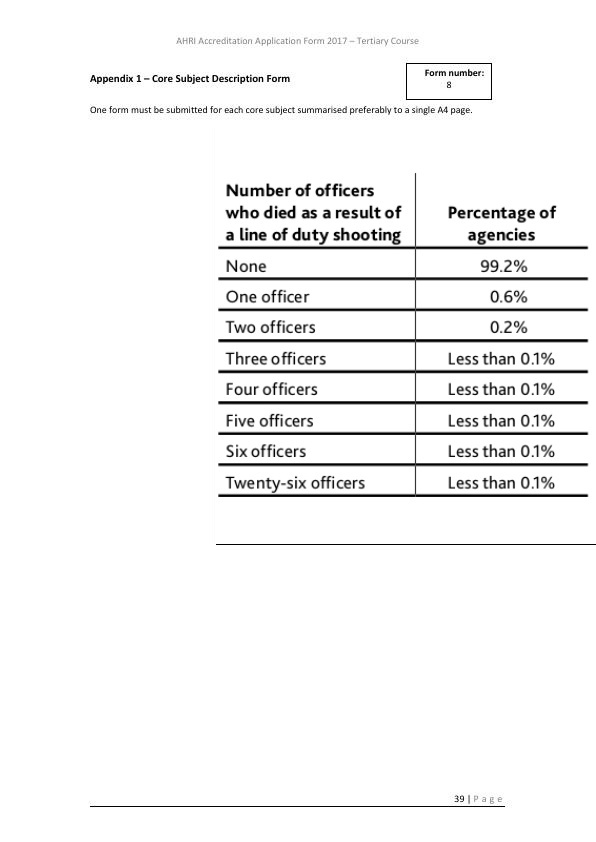 AHRI Accreditation Application Form 2017 – Tertiary Course
Appendix 1 – Core Subject Description Form
Form number:
8
One form must be submitted for each core subject summarised preferably to a single A4 page.
Number of officers
who died as a result of
a line of duty shooting
Percentage of
agencies
None 99.2%
One officer 0.6%
Two officers 0.2%
Three officers Less than 0.1%
Four officers Less than 0.1%
Five officers Less than 0.1%
Six officers Less than 0.1%
Twenty-six officers Less than 0.1%
39 | Page